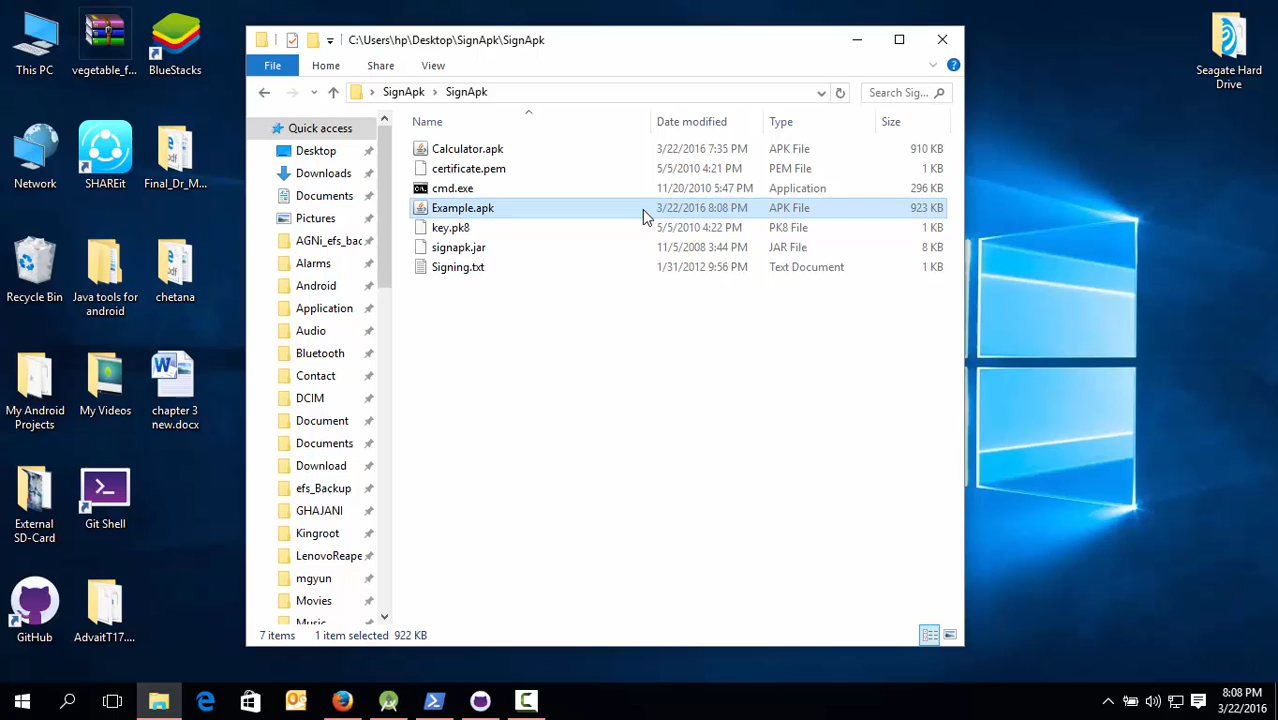 This PC
vegetable_f...
BlueStacks
Network
SHAREit
Final_Dr_M...
Recycle Bin
Java tools for
android
chetana
My Android
Projects
My Videos
chapter 3
new.docx
External
SD-Card
Git Shell
GitHub
AdvaitT17....
Seagate Hard
Drive
C:\Users\hp\Desktop\SignApk\SignApk
File Home Share View
SignApk SignApk
Search Sig...
Quick access
Desktop
Downloads
Documents
Pictures
AGNi_efs_bac
Alarms
Android
Application
Audio
Bluetooth
Contact
DCIM
Document
Documents
Download
efs_Backup
GHAJANI
Kingroot
LenovoReape
mgyun
Movies
Music
Name Date modified Type Size
Calculator.apk 3/22/2016 7:35 PM APK File 910 KB
certificate.pem 5/5/2010 4:21 PM PEM File 1 KB
cmd.exe 11/20/2010 5:47 PM Application 296 KB
Example.apk 3/22/2016 8:08 PM APK File 923 KB
key.pk8 5/5/2010 4:22 PM PK8 File 1 KB
signapk.jar 11/5/2008 3:44 PM JAR File 8 KB
Signing.txt 1/31/2012 9:56 PM Text Document 1 KB
7 items 1 item selected 922 KB
8:08 PM
3/22/2016